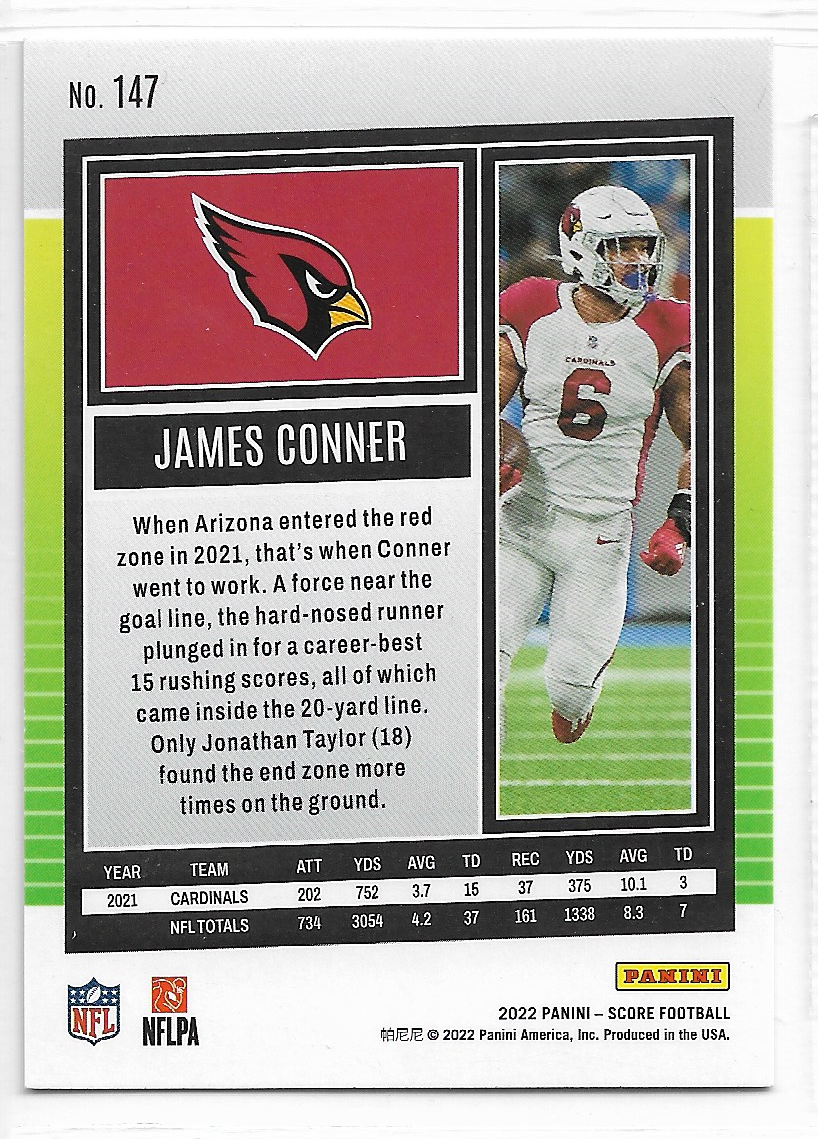 No. 147
JAMES CONNER
When Arizona entered the red
zone in 2021, that's when Conner
went to work. A force near the
goal line, the hard-nosed runner
plunged in for a career-best
15 rushing scores, all of which
came inside the 20-yard line.
Only Jonathan Taylor (18)
found the end zone more
times on the ground.
CARDINALS
6
YEAR TEAM ATT YDS AVG TD REC YDS AVG TD
2021 CARDINALS 202 752 3.7 15 37 375 10.1 3
NFL TOTALS 734 3054 4.2 37 161 1338 8.3 7
PANINI
NFL
NFLPA
2022 PANINI – SCORE FOOTBALL
帕尼尼 © 2022 Panini America, Inc. Produced in the USA.